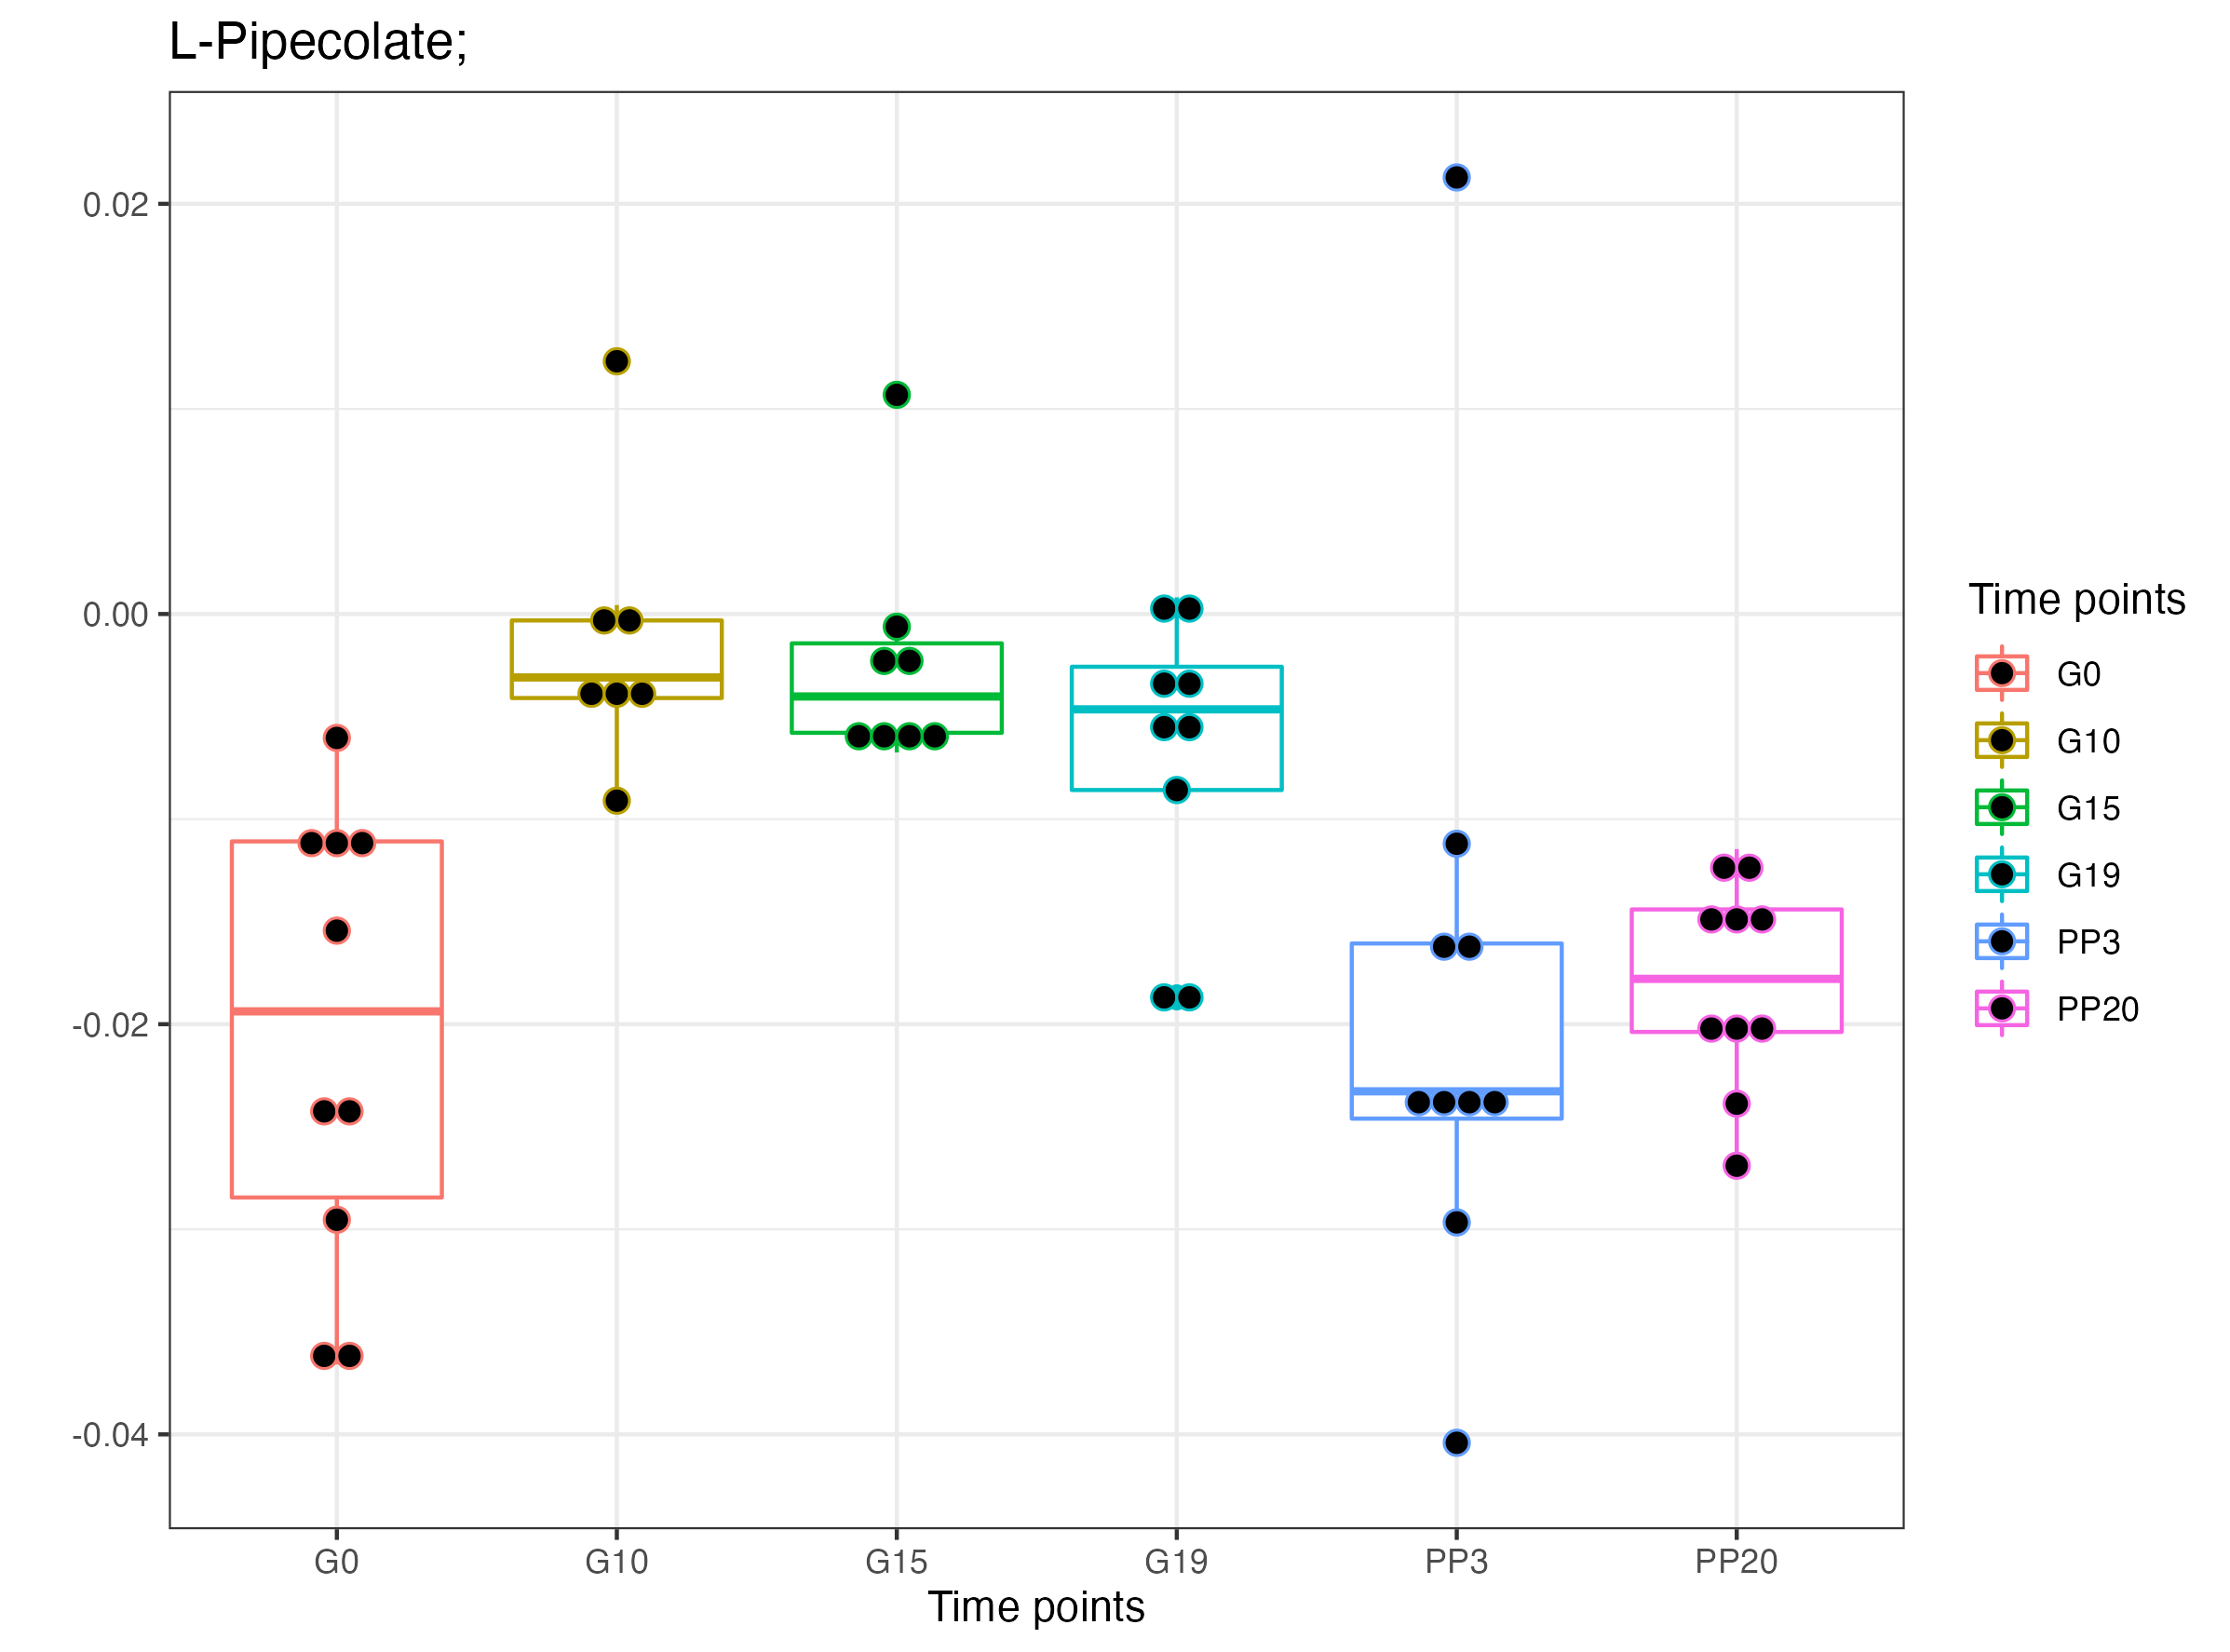 L-Pipecolate;
0.02
0.00
-0.02
-0.04
G0 G10 G15 G19 PP3 PP20
Time points
Time points
G0
G10
G15
G19
PP3
PP20